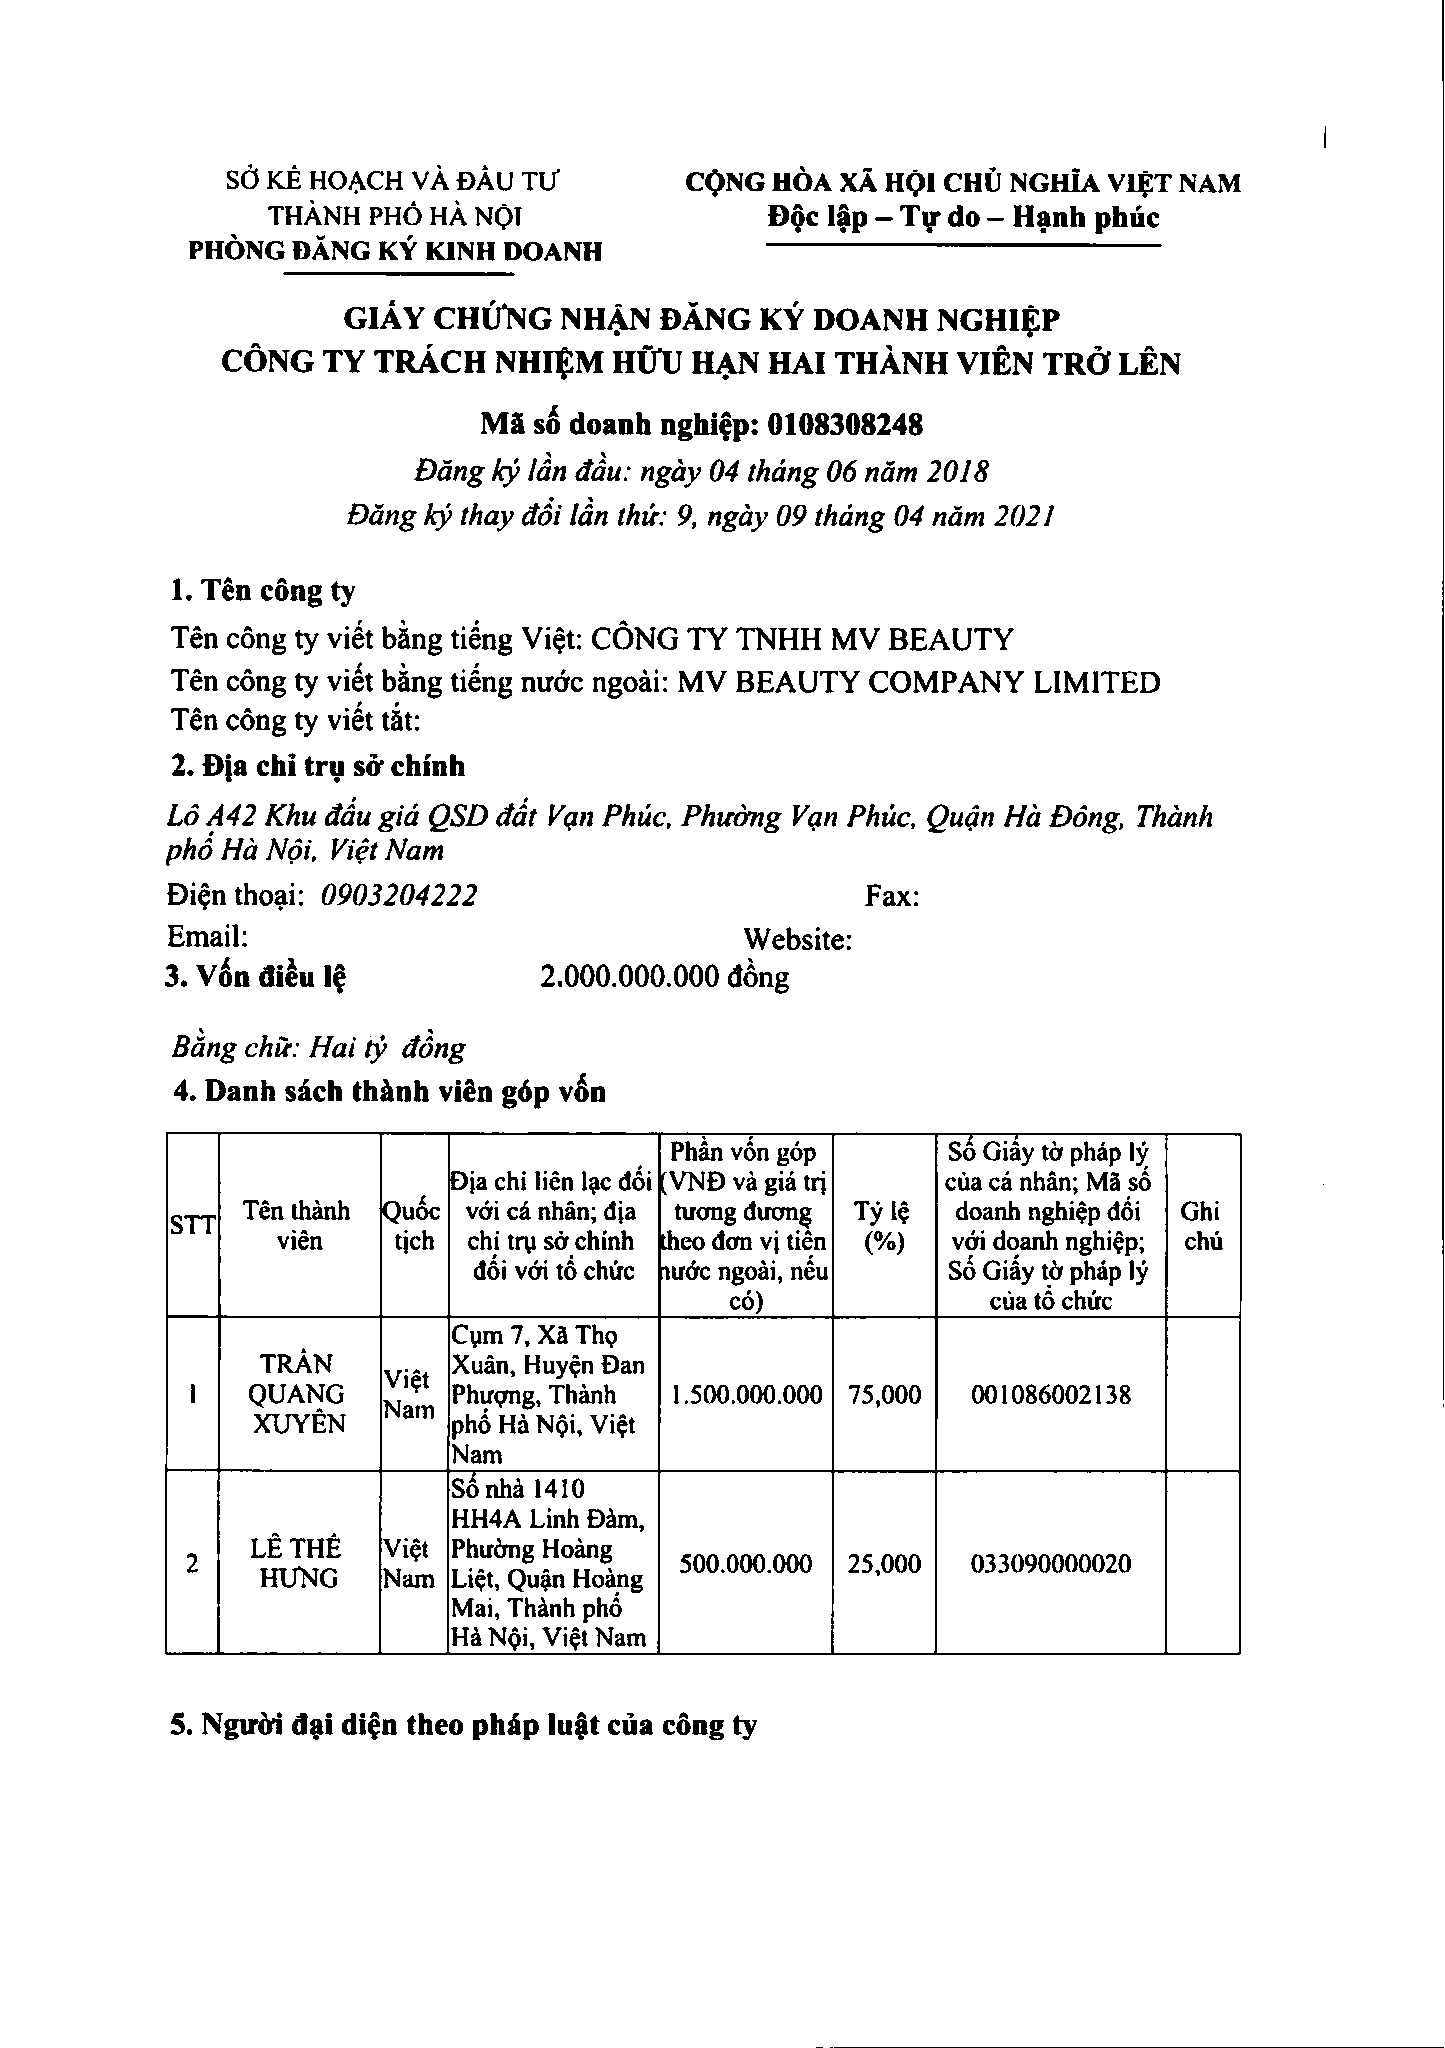 SỞ KẾ HOẠCH VÀ ĐẦU TƯ
THÀNH PHỐ HÀ NỘI
PHÒNG ĐĂNG KÝ KINH DOANH
CỘNG HÒA XÃ HỘI CHỦ NGHĨA VIỆT NAM
Độc lập – Tự do – Hạnh phúc
GIẤY CHỨNG NHẬN ĐĂNG KÝ DOANH NGHIỆP
CÔNG TY TRÁCH NHIỆM HỮU HẠN HAI THÀNH VIÊN TRỞ LÊN
Mã số doanh nghiệp: 0108308248
Đăng ký lần đầu: ngày 04 tháng 06 năm 2018
Đăng ký thay đổi lần thứ: 9, ngày 09 tháng 04 năm 2021
1. Tên công ty
Tên công ty viết bằng tiếng Việt: CÔNG TY TNHH MV BEAUTY
Tên công ty viết bằng tiếng nước ngoài: MV BEAUTY COMPANY LIMITED
Tên công ty viết tắt:
2. Địa chỉ trụ sở chính
Lô A42 Khu đấu giá QSD đất Vạn Phúc, Phường Vạn Phúc, Quận Hà Đông, Thành
phố Hà Nội, Việt Nam
Điện thoại: 0903204222 Fax:
Email: Website:
3. Vốn điều lệ 2.000.000.000 đồng
Bằng chữ: Hai tỷ đồng
4. Danh sách thành viên góp vốn
STT
Tên thành
viên
Quốc
tịch
Địa chỉ liên lạc đối
với cá nhân; địa
chỉ trụ sở chính
đối với tổ chức
Phần vốn góp
(VNĐ và giá trị
tương đương
theo đơn vị tiền
nước ngoài, nếu
có)
Tỷ lệ
(%)
Số Giấy tờ pháp lý
của cá nhân; Mã số
doanh nghiệp đối
với doanh nghiệp;
Số Giấy tờ pháp lý
của tổ chức
Ghi
chú
1
TRẦN
QUANG
XUYÊN
Việt
Nam
Cụm 7, Xã Thọ
Xuân, Huyện Đan
Phượng, Thành
phố Hà Nội, Việt
Nam
1.500.000.000
75,000
001086002138
2
LÊ THẾ
HƯNG
Việt
Nam
Số nhà 1410
HH4A Linh Đàm,
Phường Hoàng
Liệt, Quận Hoàng
Mai, Thành phố
Hà Nội, Việt Nam
500.000.000
25,000
033090000020
5. Người đại diện theo pháp luật của công ty